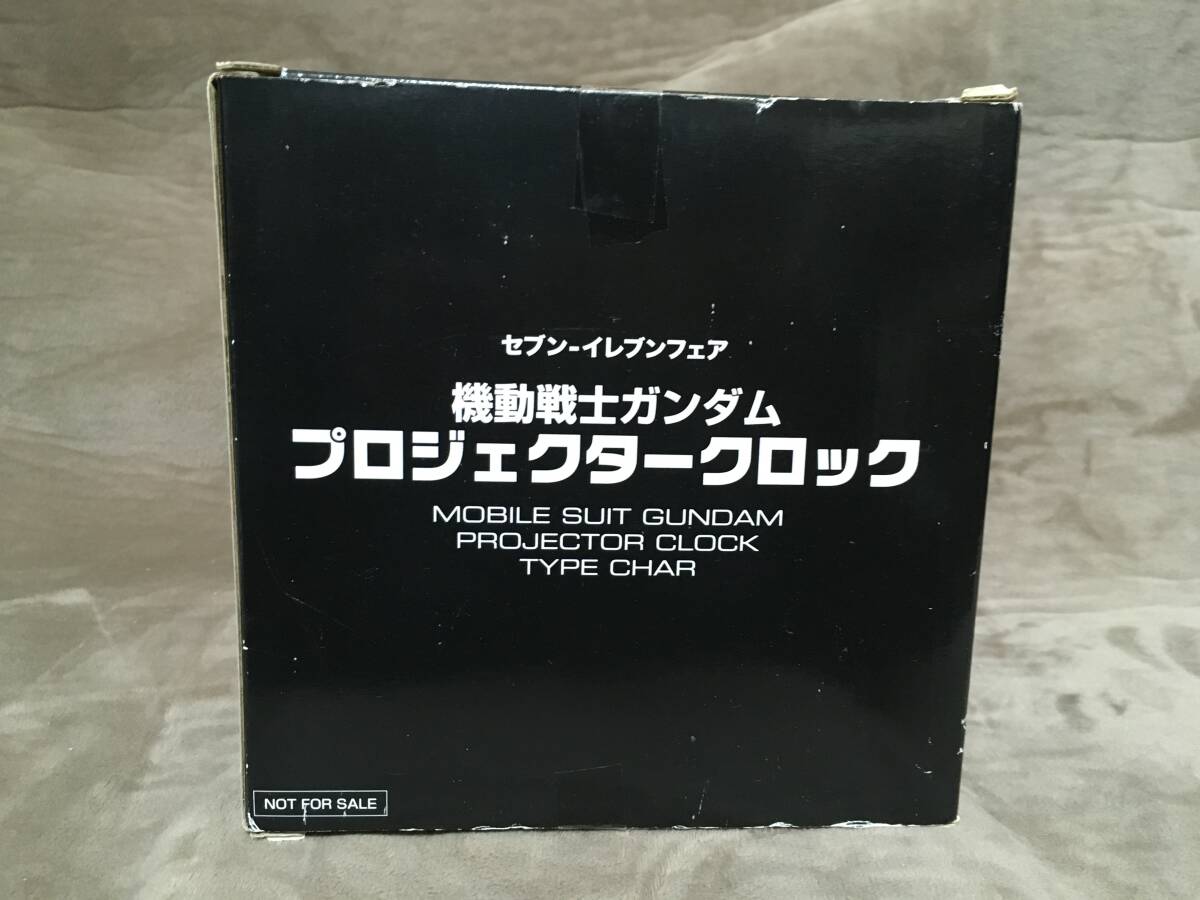 セブン-イレブンフェア
機動戦士ガンダム
プロジェクタークロック
MOBILE SUIT GUNDAM
PROJECTOR CLOCK
TYPE CHAR
NOT FOR SALE